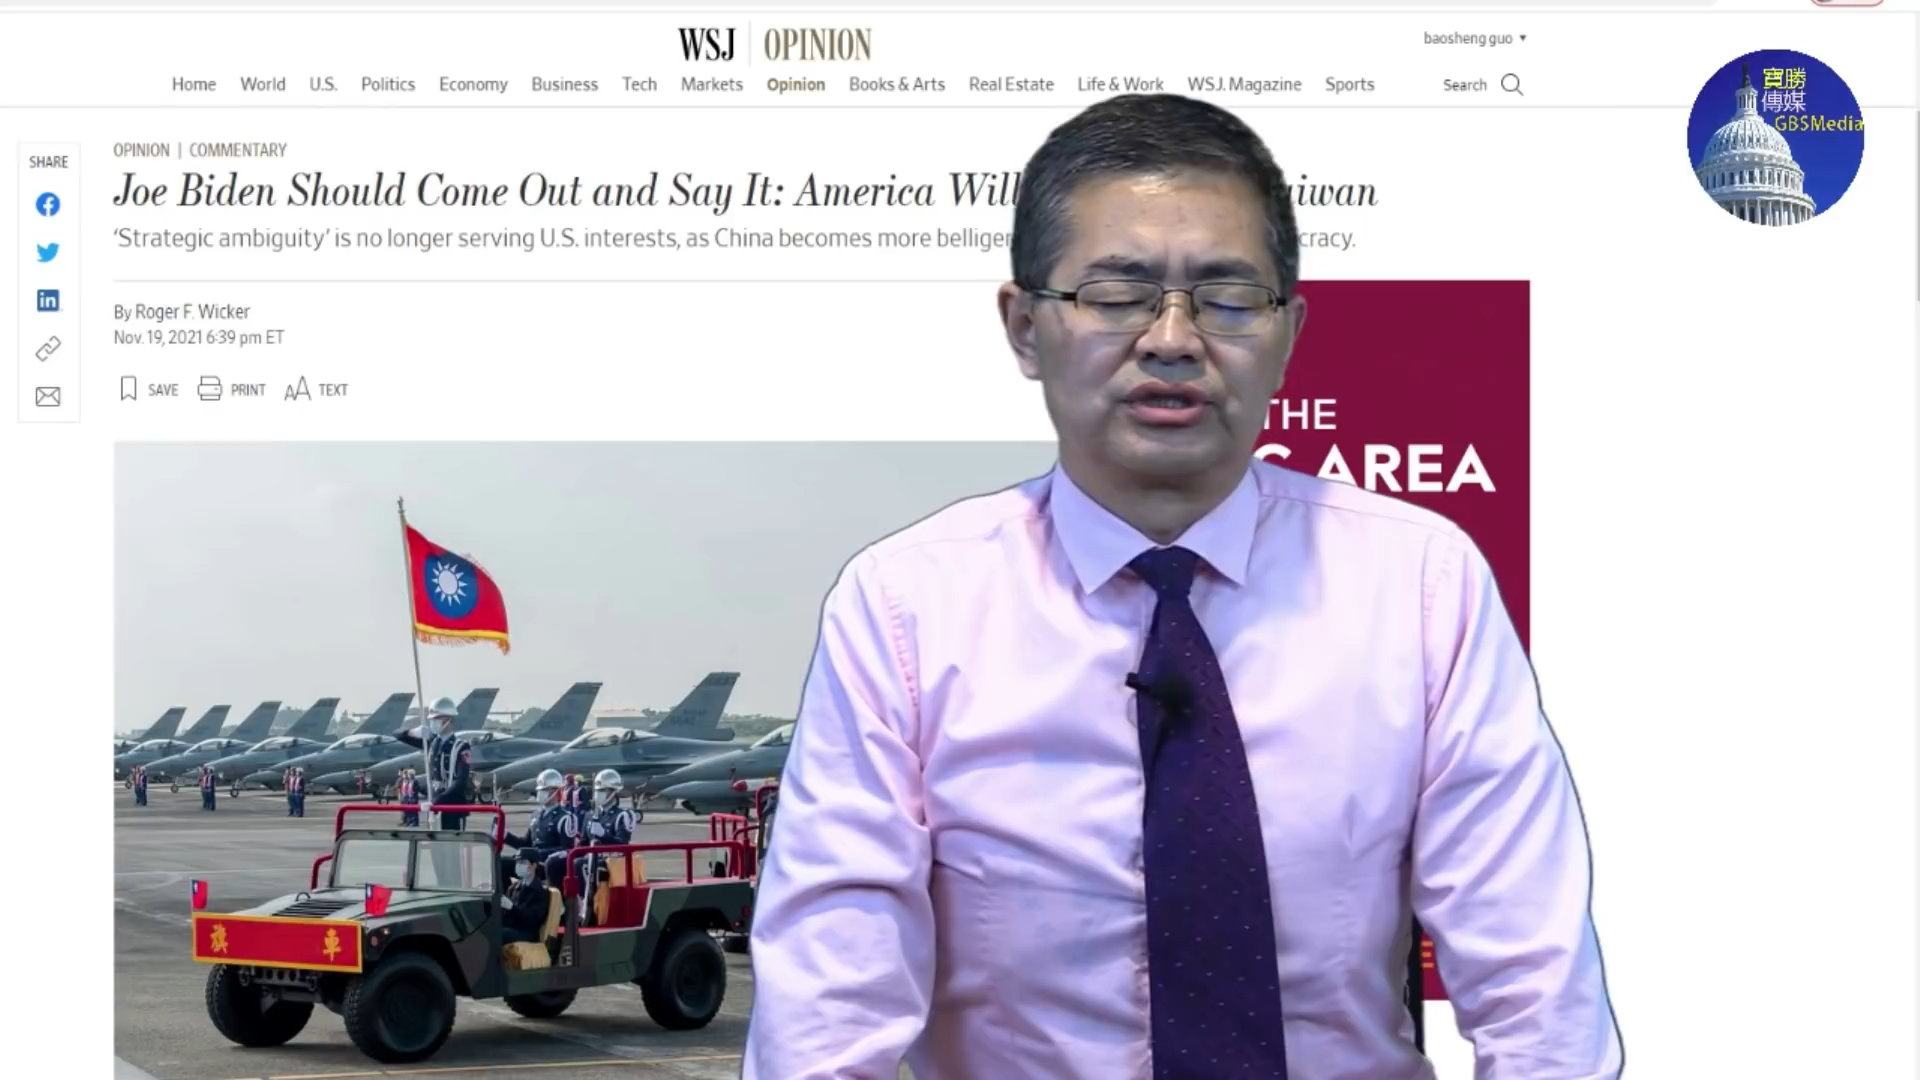 WSJ OPINION
baosheng guo
Home World U.S. Politics Economy Business Tech Markets Opinion Books & Arts Real Estate Life & Work WSJ. Magazine Sports
Search
寶勝
傳媒
GBSMedia
SHARE
OPINION | COMMENTARY
Joe Biden Should Come Out and Say It: America Will
‘Strategic ambiguity’ is no longer serving U.S. interests, as China becomes more
By Roger F. Wicker
Nov. 19, 2021 6:39 pm ET
SAVE PRINT AA TEXT
THE
AREA
旗 車